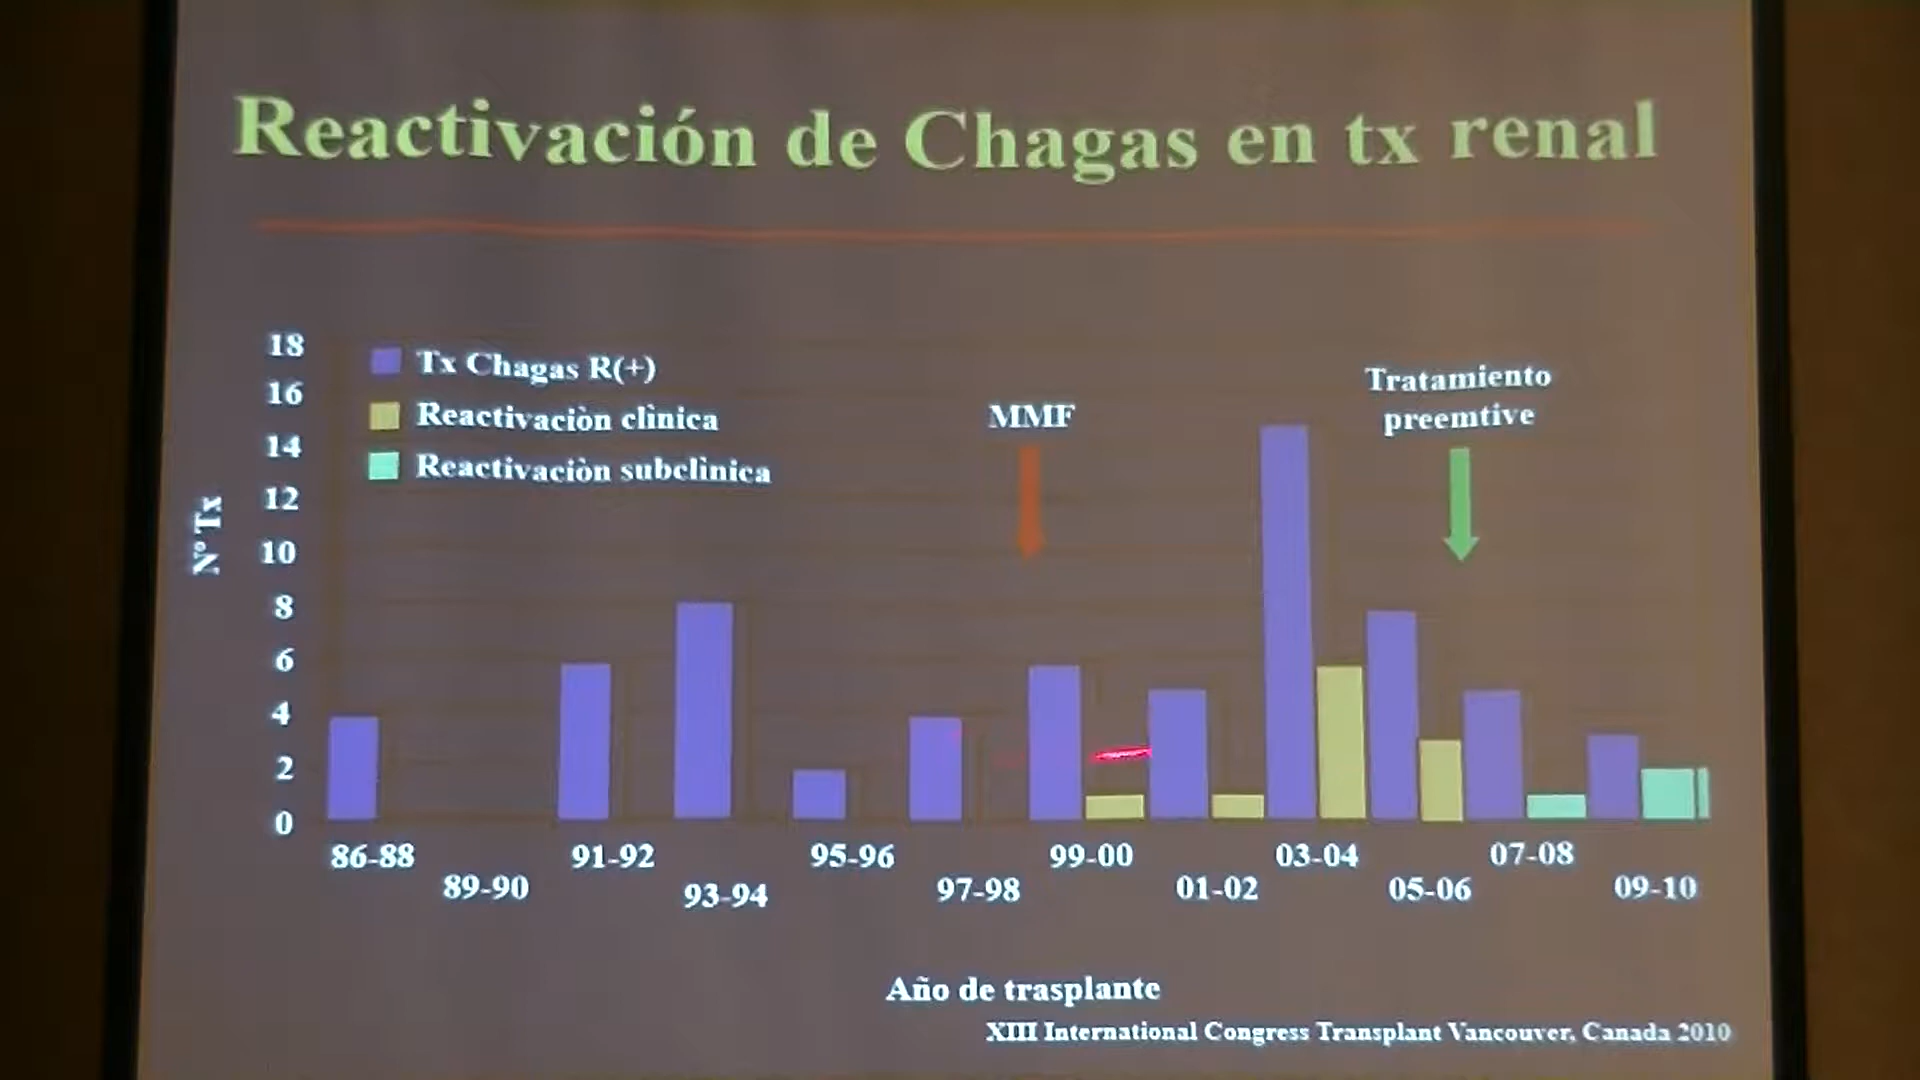 Reactivación de Chagas en tx renal
18
16
14
12
10
8
6
4
2
0
NºTx
Tx Chagas R(+)
Reactivaciòn clìnica
Reactivaciòn subclìnica
MMF
Tratamiento
preemtive
86-88
89-90
91-92
93-94
95-96
97-98
99-00
01-02
03-04
05-06
07-08
09-10
Año de trasplante
XIII International Congress Transplant Vancouver, Canada 2010